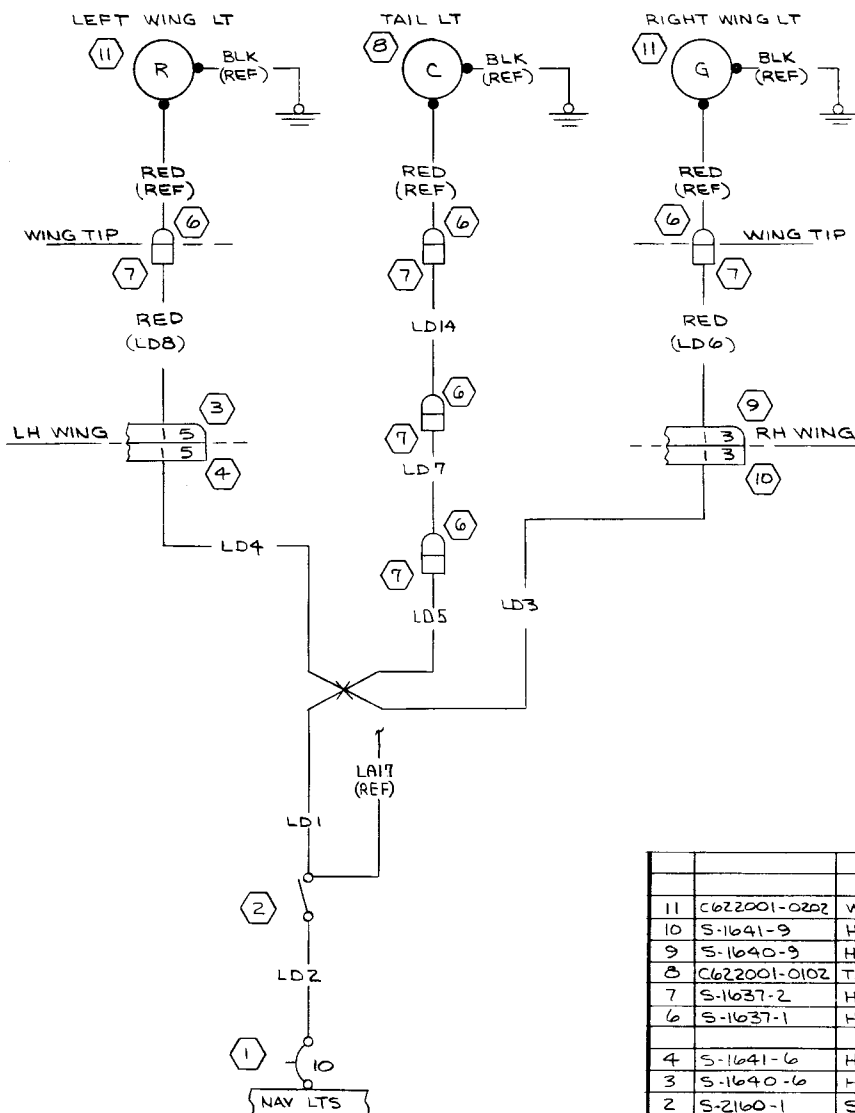 LEFT WING LT
TAIL LT
RIGHT WING LT
11
R
BLK
(REF)
8
C
BLK
(REF)
11
G
BLK
(REF)
RED
(REF)
RED
(REF)
RED
(REF)
6
6
6
WING TIP
WING TIP
7
7
7
RED
(LD8)
LD14
RED
(LD6)
3
6
9
LH WING
5
5
7
3
3
RH WING
4
LD7
10
6
LD4
7
LD3
LD5
LA17
(REF)
LD1
2
LD2
1
10
NAV LTS
11 C622001-0202 W
10 S-1641-9 H
9 S-1640-9 H
8 C622001-0102 T
7 S-1637-2 H
6 S-1637-1 H
4 S-1641-6 H
3 S-1640-6 H
2 S-2160-1 S